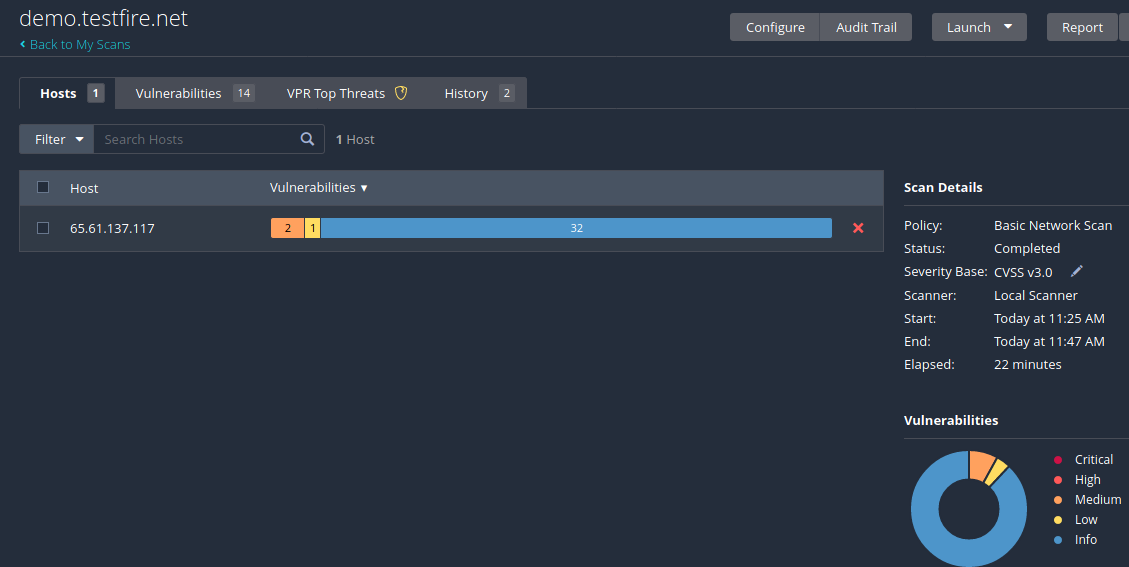 demo.testfire.net
Back to My Scans
Configure Audit Trail Launch Report
Hosts 1 Vulnerabilities 14 VPR Top Threats History 2
Filter Search Hosts 1 Host
Host Vulnerabilities
65.61.137.117 2 1 32
Scan Details
Policy: Basic Network Scan
Status: Completed
Severity Base: CVSS v3.0
Scanner: Local Scanner
Start: Today at 11:25 AM
End: Today at 11:47 AM
Elapsed: 22 minutes
Vulnerabilities
Critical
High
Medium
Low
Info